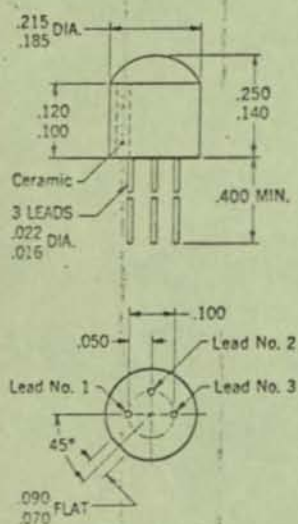 .215 DIA.
.185
.120
.100
.250
.140
Ceramic
3 LEADS
.022 DIA.
.016
.400 MIN.
.100
.050
Lead No. 2
Lead No. 1
Lead No. 3
45°
.090 FLAT
.070